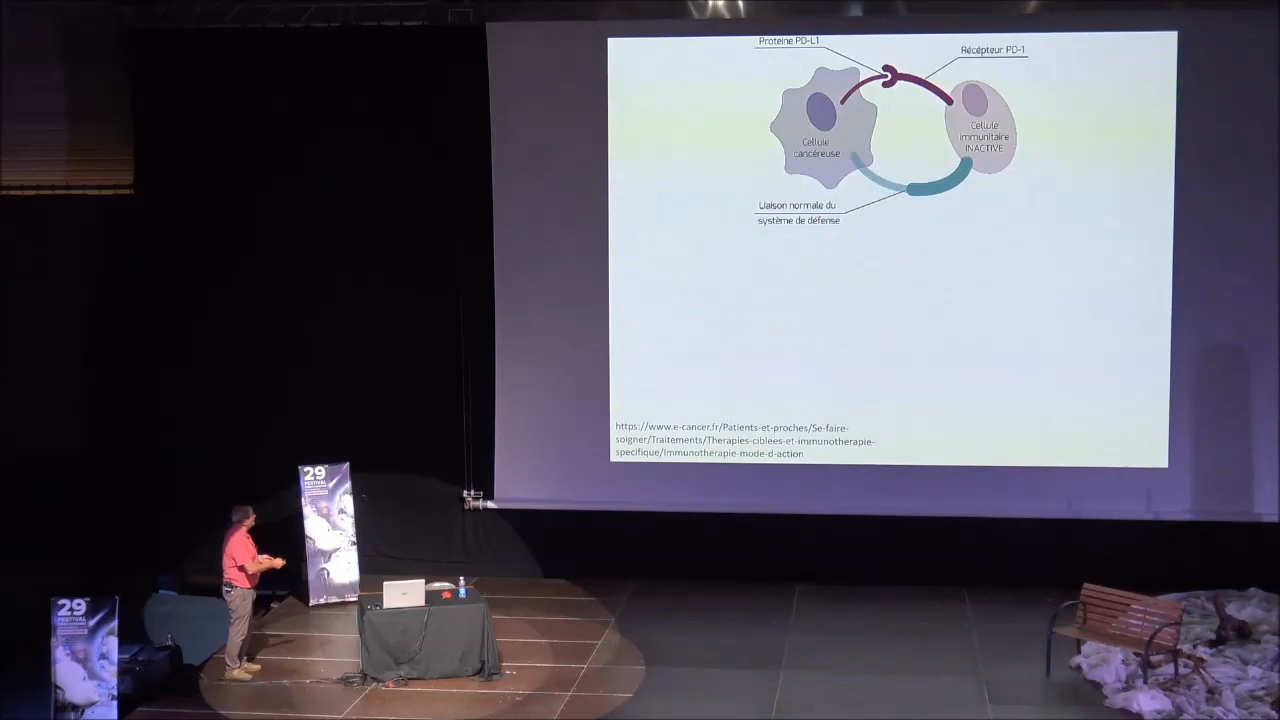 Proteine PD-L1
Récépteur PD-1
Cellule
cancéreuse
Cellule
immunitaire
INACTIVE
Liaison normale du
système de défense
https://www.e-cancer.fr/Patients-et-proches/Se-faire-
soigner/Traitements/Therapies-ciblees-et-immunotherapie-
specifique/Immunotherapie-mode-d-action
29
FESTIVAL
29
FESTIVAL